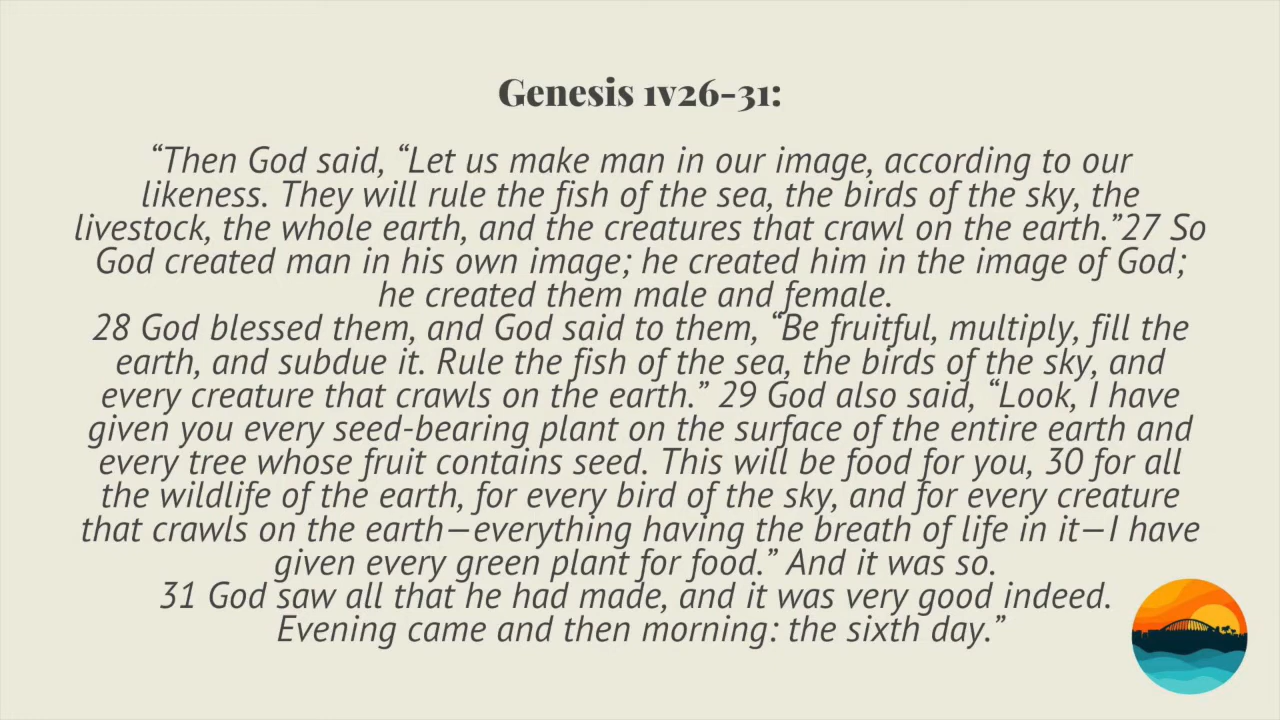 Genesis 1v26-31:
“Then God said, “Let us make man in our image, according to our
likeness. They will rule the fish of the sea, the birds of the sky, the
livestock, the whole earth, and the creatures that crawl on the earth.”27 So
God created man in his own image; he created him in the image of God;
he created them male and female.
28 God blessed them, and God said to them, “Be fruitful, multiply, fill the
earth, and subdue it. Rule the fish of the sea, the birds of the sky, and
every creature that crawls on the earth.” 29 God also said, “Look, I have
given you every seed-bearing plant on the surface of the entire earth and
every tree whose fruit contains seed. This will be food for you, 30 for all
the wildlife of the earth, for every bird of the sky, and for every creature
that crawls on the earth—everything having the breath of life in it—I have
given every green plant for food.” And it was so.
31 God saw all that he had made, and it was very good indeed.
Evening came and then morning: the sixth day.”